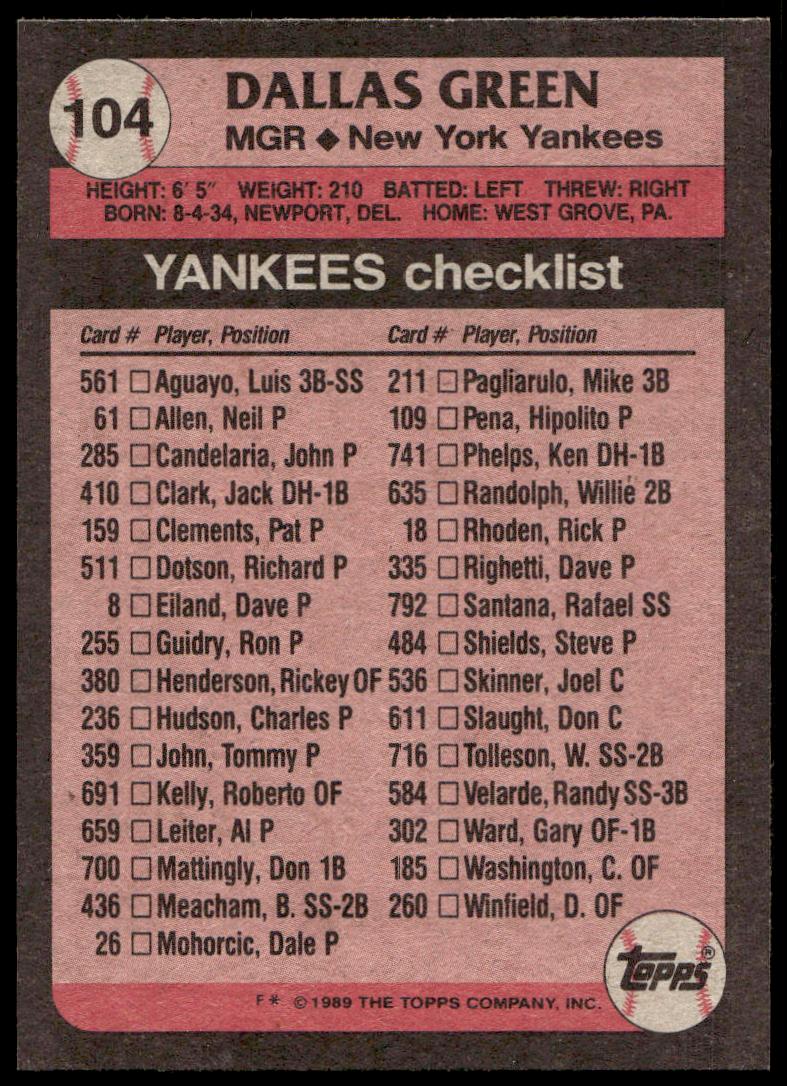 104
DALLAS GREEN
MGR ◆ New York Yankees
HEIGHT: 6' 5" WEIGHT: 210 BATTED: LEFT THREW: RIGHT
BORN: 8-4-34, NEWPORT, DEL. HOME: WEST GROVE, PA.
YANKEES checklist
Card # Player, Position
561 □ Aguayo, Luis 3B-SS
61 □ Allen, Neil P
285 □ Candelaria, John P
410 □ Clark, Jack DH-1B
159 □ Clements, Pat P
511 □ Dotson, Richard P
8 □ Eiland, Dave P
255 □ Guidry, Ron P
380 □ Henderson, Rickey OF
236 □ Hudson, Charles P
359 □ John, Tommy P
691 □ Kelly, Roberto OF
659 □ Leiter, Al P
700 □ Mattingly, Don 1B
436 □ Meacham, B. SS-2B
26 □ Mohorcic, Dale P
Card # Player, Position
211 □ Pagliarulo, Mike 3B
109 □ Pena, Hipolito P
741 □ Phelps, Ken DH-1B
635 □ Randolph, Willie 2B
18 □ Rhoden, Rick P
335 □ Righetti, Dave P
792 □ Santana, Rafael SS
484 □ Shields, Steve P
536 □ Skinner, Joel C
611 □ Slaught, Don C
716 □ Tolleson, W. SS-2B
584 □ Velarde, Randy SS-3B
302 □ Ward, Gary OF-1B
185 □ Washington, C. OF
260 □ Winfield, D. OF
topps®
F* © 1989 THE TOPPS COMPANY, INC.